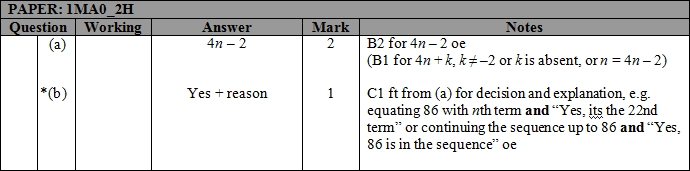 PAPER: 1MA0_2H
Question Working Answer Mark Notes
(a) 4n – 2 2 B2 for 4n – 2 oe
(B1 for 4n + k, k ≠ –2 or k is absent, or n = 4n – 2)
*(b) Yes + reason 1 C1 ft from (a) for decision and explanation, e.g.
equating 86 with nth term and “Yes, its the 22nd
term” or continuing the sequence up to 86 and “Yes,
86 is in the sequence” oe